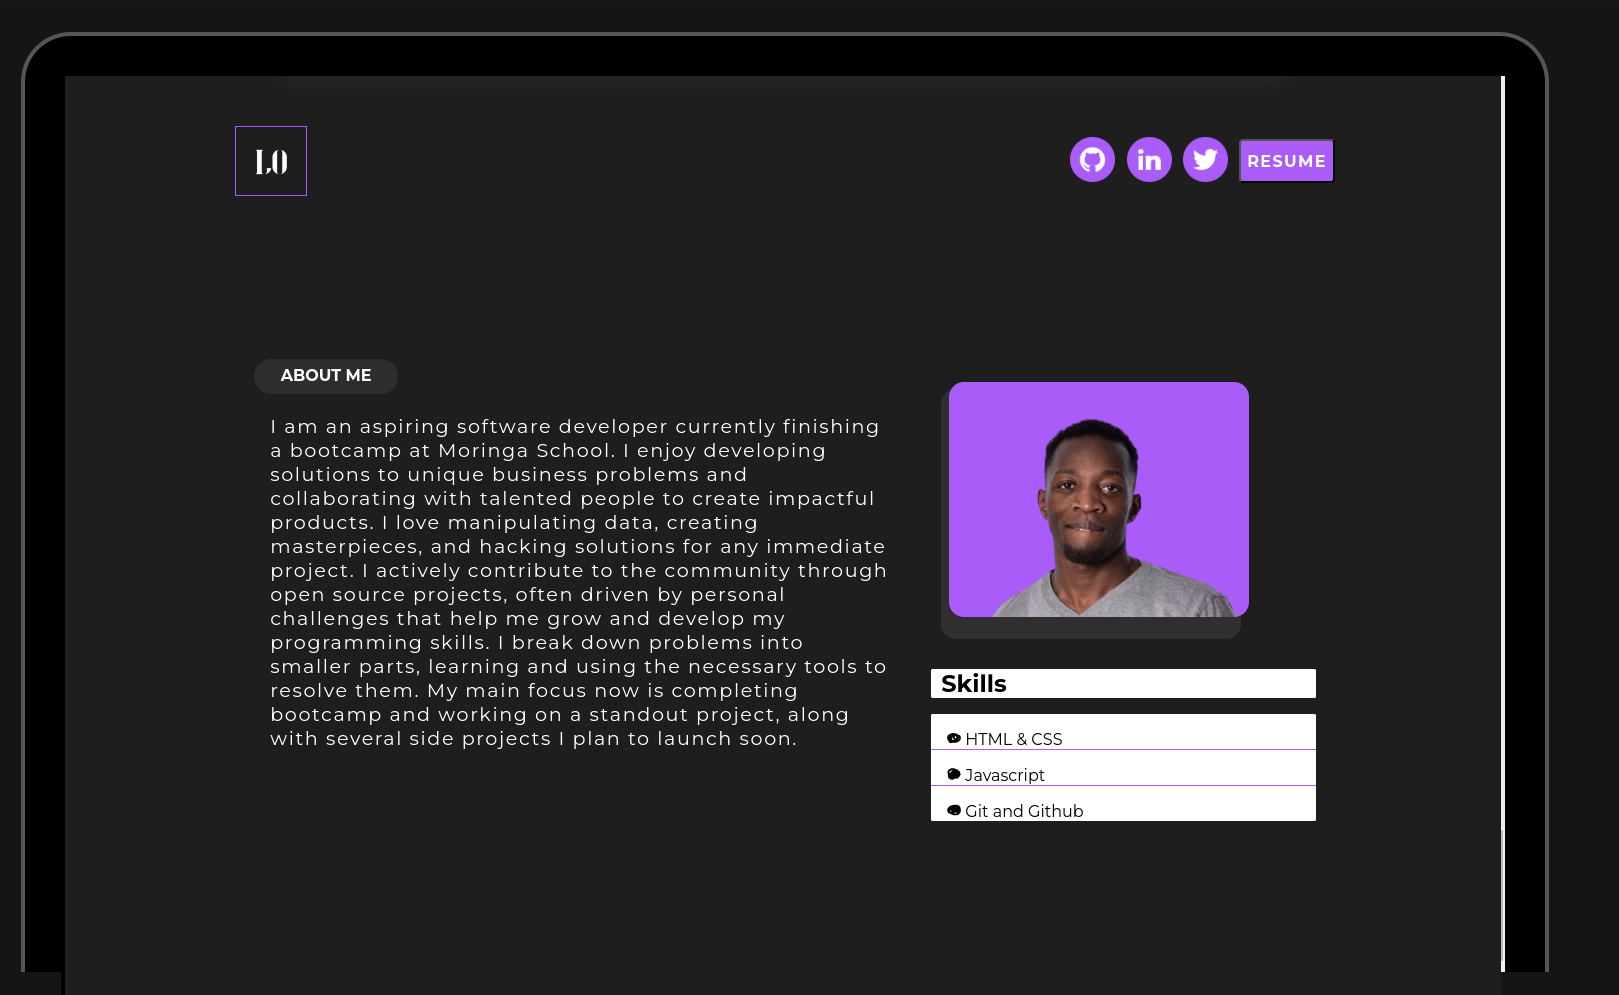 LO
RESUME
ABOUT ME
I am an aspiring software developer currently finishing
a bootcamp at Moringa School. I enjoy developing
solutions to unique business problems and
collaborating with talented people to create impactful
products. I love manipulating data, creating
masterpieces, and hacking solutions for any immediate
project. I actively contribute to the community through
open source projects, often driven by personal
challenges that help me grow and develop my
programming skills. I break down problems into
smaller parts, learning and using the necessary tools to
resolve them. My main focus now is completing
bootcamp and working on a standout project, along
with several side projects I plan to launch soon.
Skills
HTML & CSS
Javascript
Git and Github